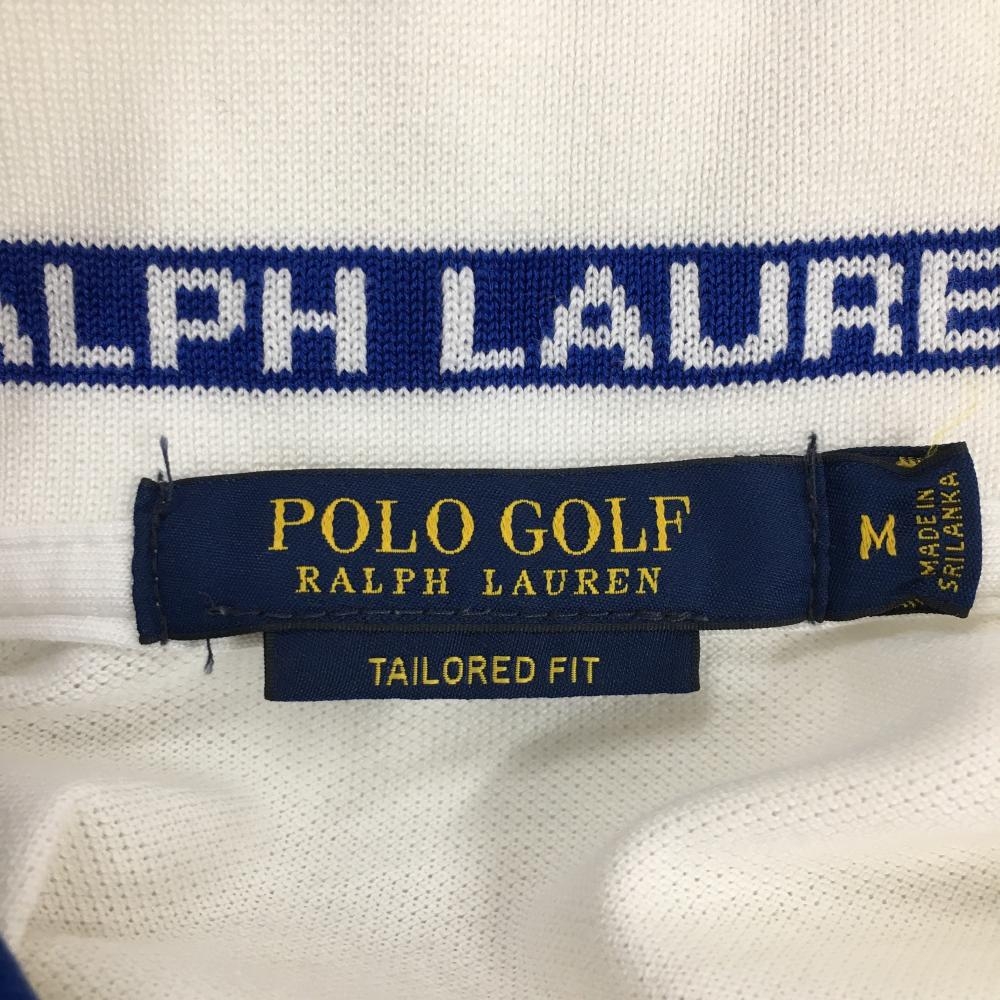 ALPH LAURE
POLO GOLF
RALPH LAUREN
TAILORED FIT
M
MADE IN
SRI LANKA